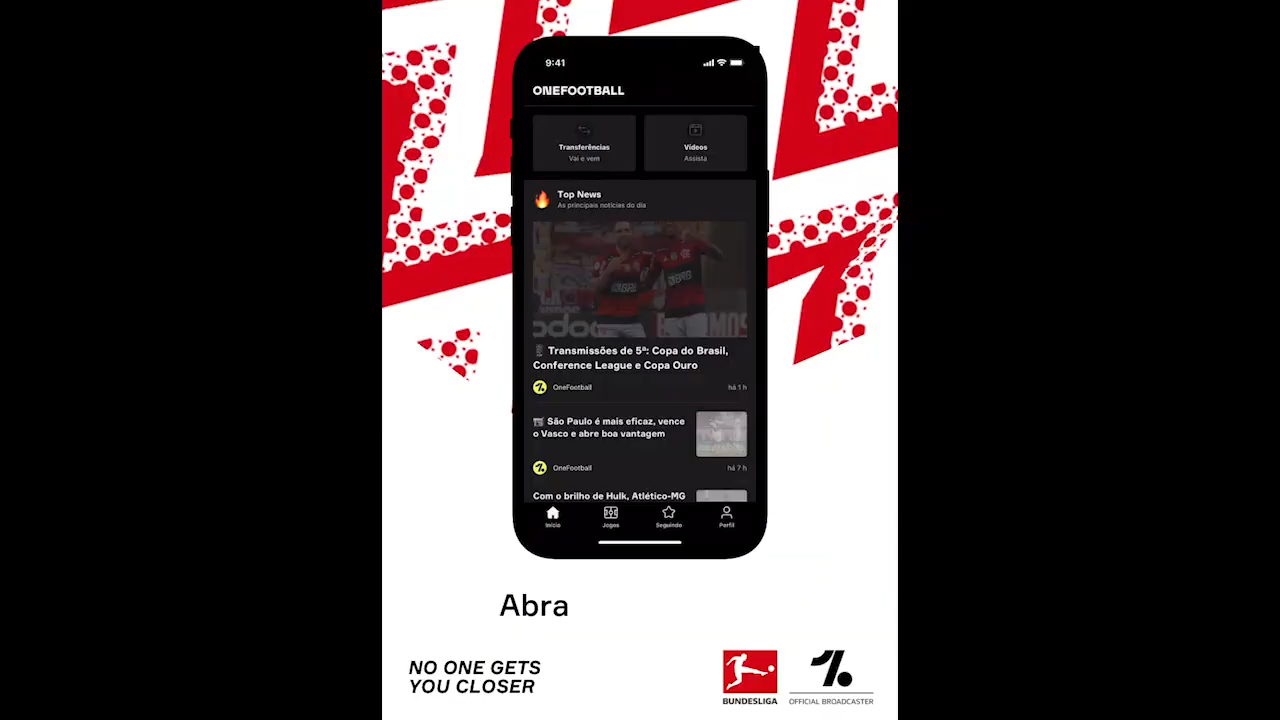 9:41
ONEFOOTBALL
Transferências
Vai e vem
Vídeos
Assista
Top News
As principais notícias do dia
Transmissões de 5ª: Copa do Brasil,
Conference League e Copa Ouro
OneFootball
há 1 h
São Paulo é mais eficaz, vence
o Vasco e abre boa vantagem
OneFootball
há 7 h
Com o brilho de Hulk, Atlético-MG
Início
Jogos
Seguindo
Perfil
Abra
NO ONE GETS
YOU CLOSER
BUNDESLIGA
OFFICIAL BROADCASTER